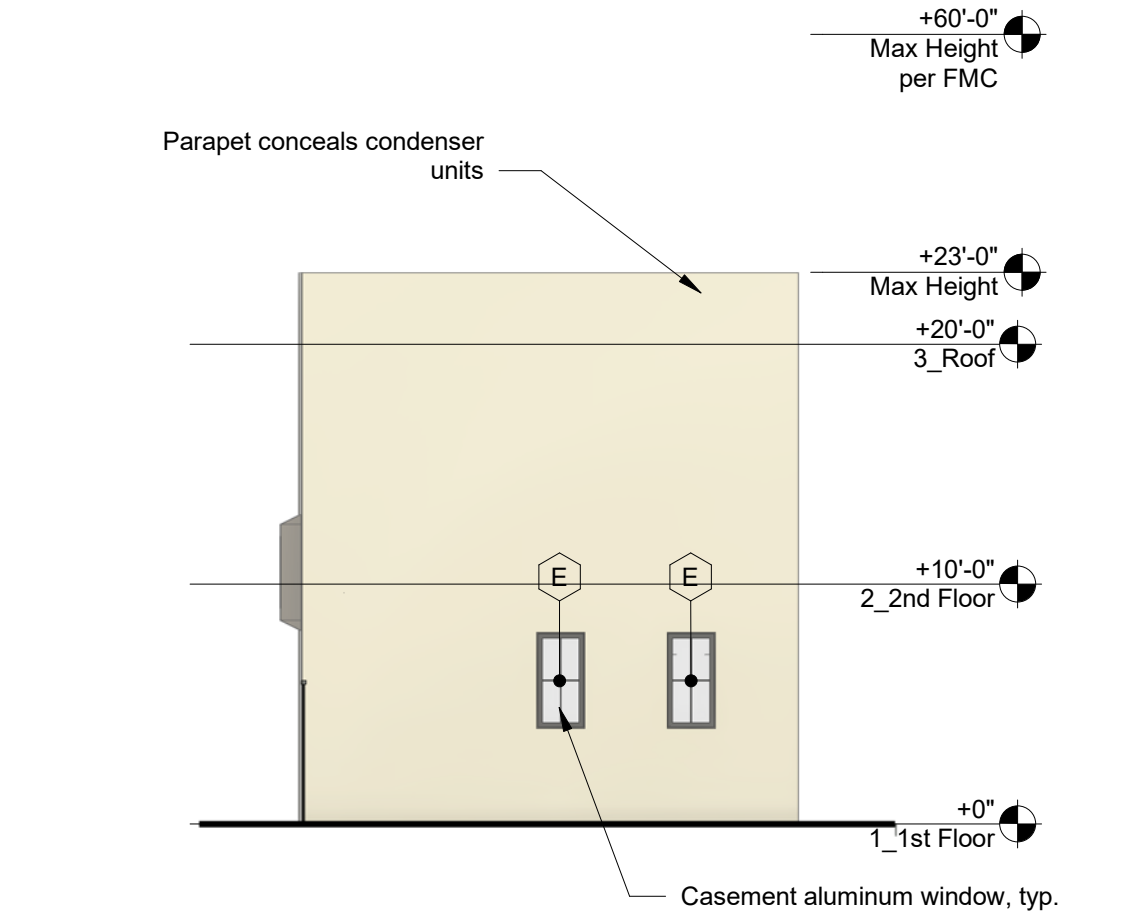 +60'-0"
Max Height
per FMC
Parapet conceals condenser
units
+23'-0"
Max Height
+20'-0"
3_Roof
E
E
+10'-0"
2_2nd Floor
+0"
1_1st Floor
Casement aluminum window, typ.